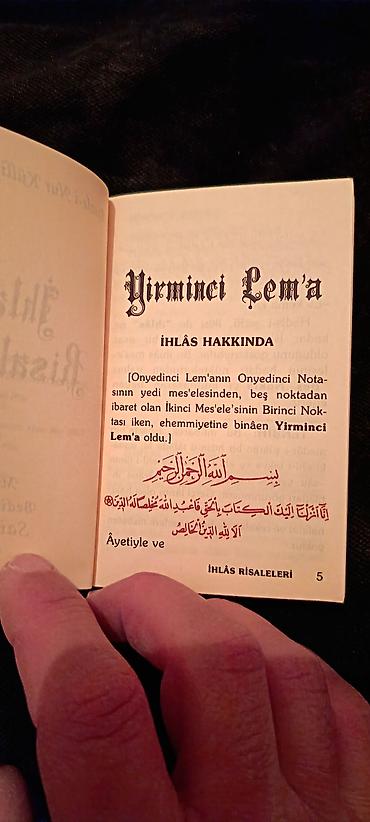 Yirminci Lem'a
İHLÂS HAKKINDA
[Onyedinci Lem'anın Onyedinci Nota-
sının yedi mes'elesinden, beş noktadan
ibaret olan İkinci Mes'ele'sinin Birinci Nok-
tası iken, ehemmiyetine binâen Yirminci
Lem'a oldu.]
بِسْمِ اللّٰهِ الرَّحْمٰنِ الرَّحِيمِ
اِنَّا اَنْزَلْنَا اِلَيْكَ الْكِتَابَ بِالْحَقِّ فَاعْبُدِ اللّٰهَ مُخْلِصًا لَهُ الدِّينَ
اَلَا لِلّٰهِ الدِّينُ الْخَالِصُ
Âyetiyle ve
İHLÂS RİSALELERİ 5